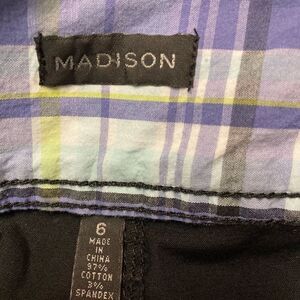 MADISON
6
MADE
IN
CHINA
97%
COTTON
3%
SPANDEX